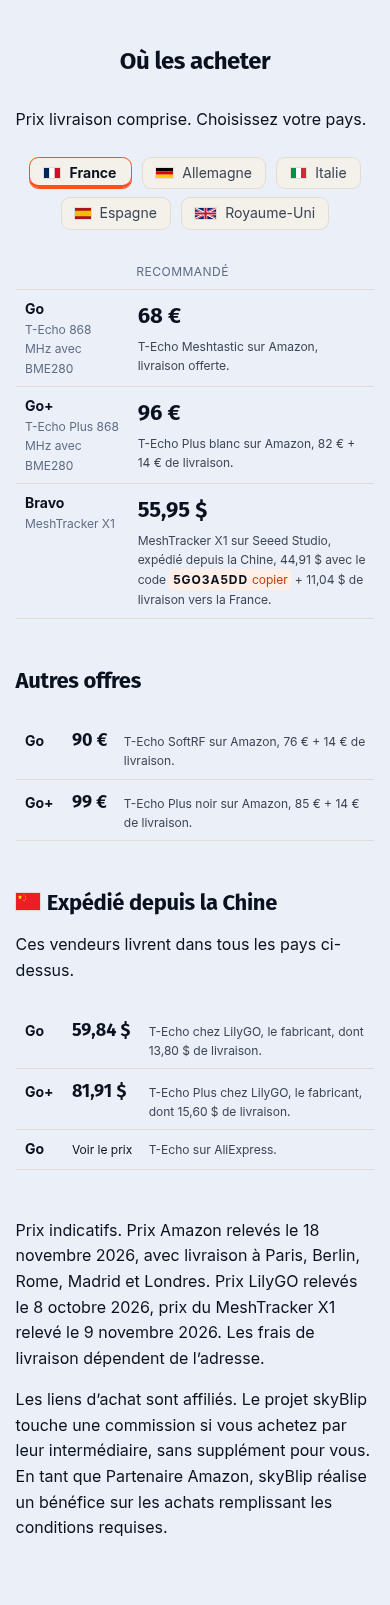 Où les acheter
Prix livraison comprise. Choisissez votre pays.
France
Allemagne
Italie
Espagne
Royaume-Uni
RECOMMANDÉ
Go
T-Echo 868
MHz avec
BME280
68 €
T-Echo Meshtastic sur Amazon,
livraison offerte.
Go+
T-Echo Plus 868
MHz avec
BME280
96 €
T-Echo Plus blanc sur Amazon, 82 € +
14 € de livraison.
Bravo
MeshTracker X1
55,95 $
MeshTracker X1 sur Seeed Studio,
expédié depuis la Chine, 44,91 $ avec le
code 5GO3A5DD copier + 11,04 $ de
livraison vers la France.
Autres offres
Go
90 €
T-Echo SoftRF sur Amazon, 76 € + 14 € de
livraison.
Go+
99 €
T-Echo Plus noir sur Amazon, 85 € + 14 €
de livraison.
Expédié depuis la Chine
Ces vendeurs livrent dans tous les pays ci-
dessus.
Go
59,84 $
T-Echo chez LilyGO, le fabricant, dont
13,80 $ de livraison.
Go+
81,91 $
T-Echo Plus chez LilyGO, le fabricant,
dont 15,60 $ de livraison.
Go
Voir le prix
T-Echo sur AliExpress.
Prix indicatifs. Prix Amazon relevés le 18
novembre 2026, avec livraison à Paris, Berlin,
Rome, Madrid et Londres. Prix LilyGO relevés
le 8 octobre 2026, prix du MeshTracker X1
relevé le 9 novembre 2026. Les frais de
livraison dépendent de l’adresse.
Les liens d’achat sont affiliés. Le projet skyBlip
touche une commission si vous achetez par
leur intermédiaire, sans supplément pour vous.
En tant que Partenaire Amazon, skyBlip réalise
un bénéfice sur les achats remplissant les
conditions requises.